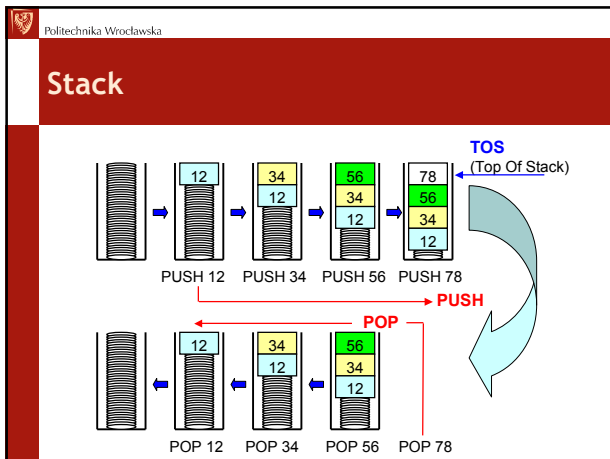 Politechnika Wrocławska
Stack
TOS
(Top Of Stack)
12 34 56 78
12 34 56
12 34
12
PUSH 12 PUSH 34 PUSH 56 PUSH 78
PUSH
POP
12 34 56
12 34
12
POP 12 POP 34 POP 56 POP 78